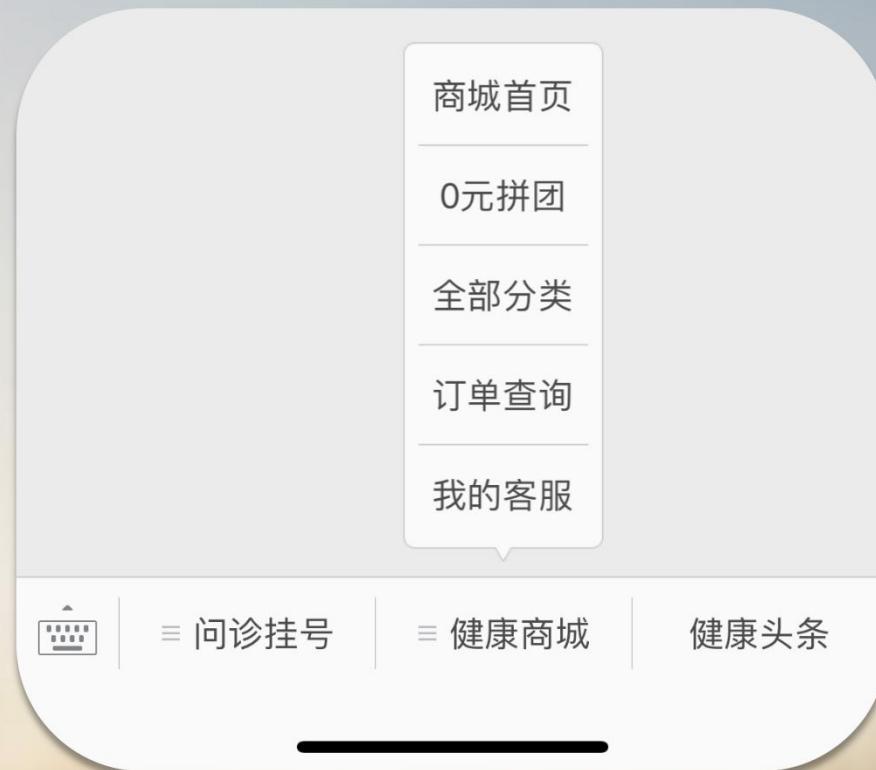 商城首页
0元拼团
全部分类
订单查询
我的客服
问诊挂号
健康商城
健康头条